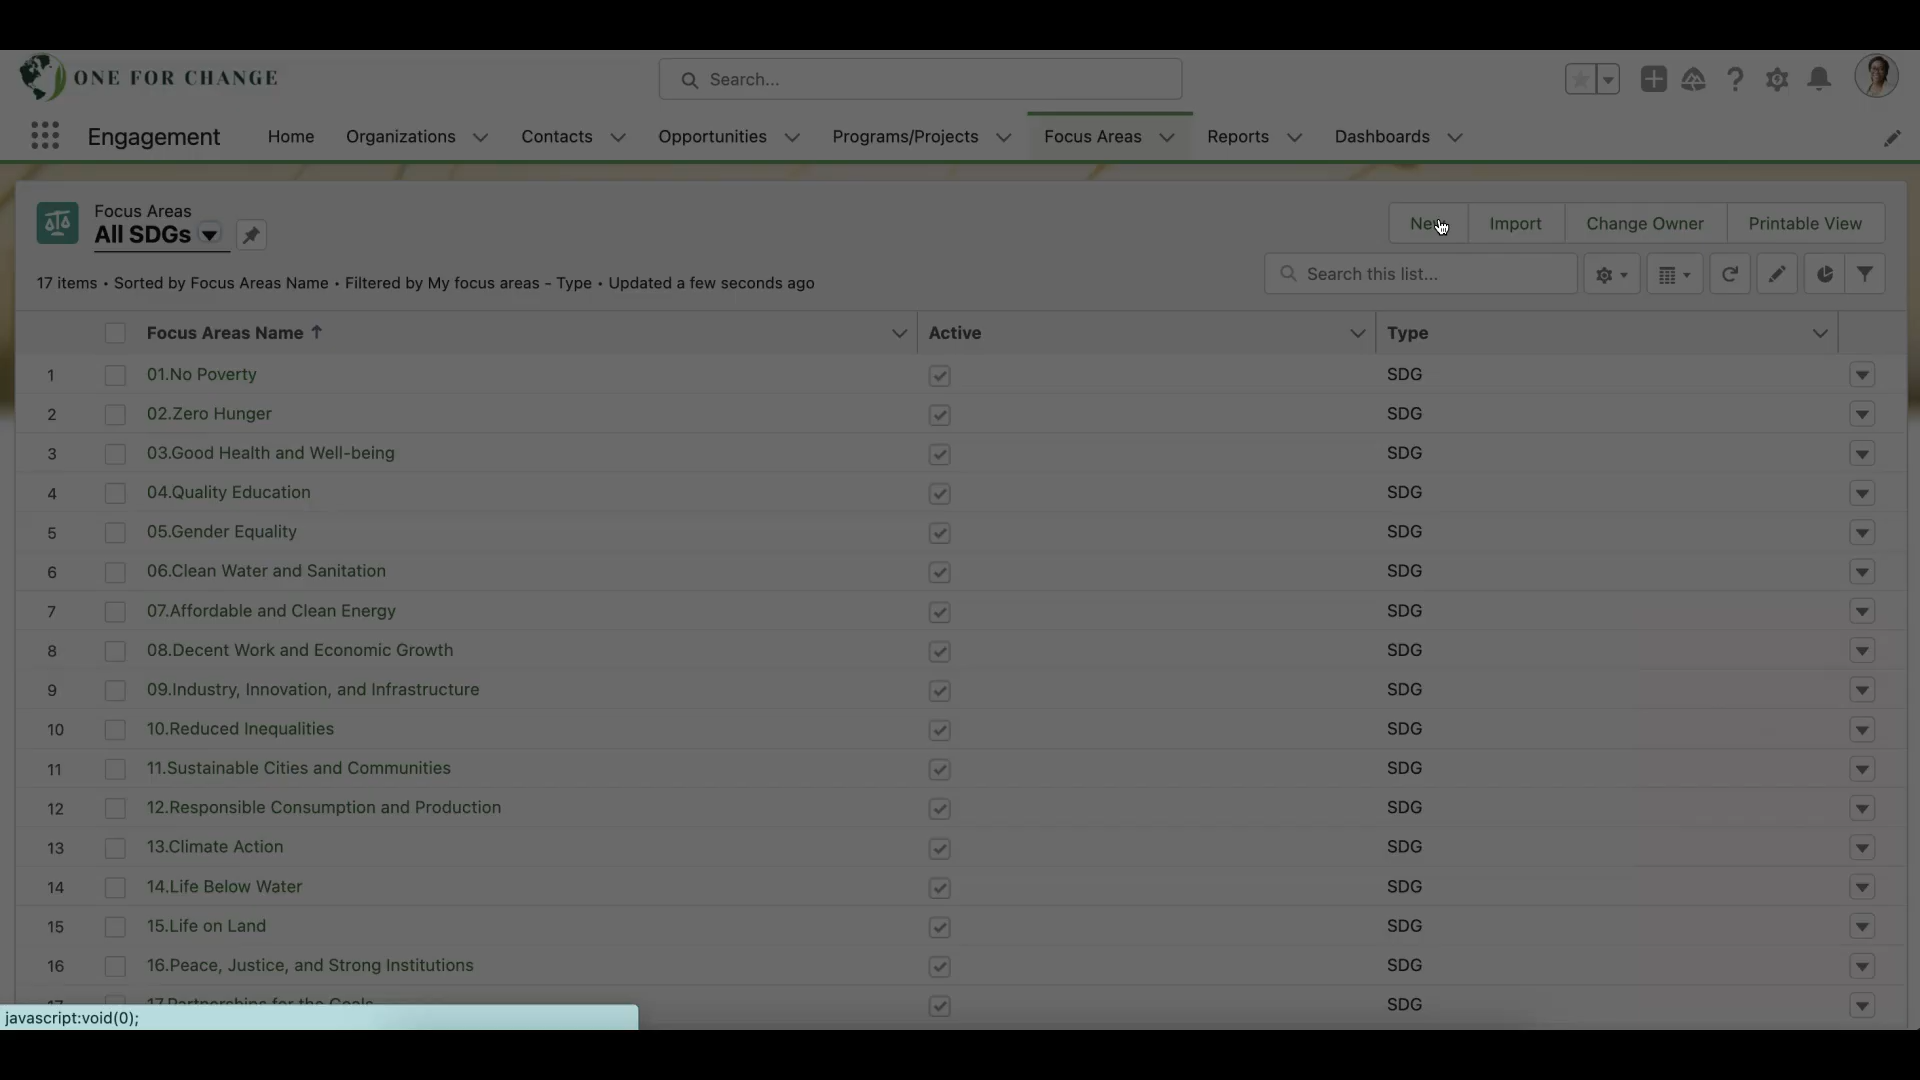 ONE FOR CHANGE
Search...
Engagement
Home
Organizations
Contacts
Opportunities
Programs/Projects
Focus Areas
Reports
Dashboards
Focus Areas
All SDGs
New
Import
Change Owner
Printable View
17 items • Sorted by Focus Areas Name • Filtered by My focus areas - Type • Updated a few seconds ago
Search this list...
Focus Areas Name
Active
Type
1 01.No Poverty SDG
2 02.Zero Hunger SDG
3 03.Good Health and Well-being SDG
4 04.Quality Education SDG
5 05.Gender Equality SDG
6 06.Clean Water and Sanitation SDG
7 07.Affordable and Clean Energy SDG
8 08.Decent Work and Economic Growth SDG
9 09.Industry, Innovation, and Infrastructure SDG
10 10.Reduced Inequalities SDG
11 11.Sustainable Cities and Communities SDG
12 12.Responsible Consumption and Production SDG
13 13.Climate Action SDG
14 14.Life Below Water SDG
15 15.Life on Land SDG
16 16.Peace, Justice, and Strong Institutions SDG
17 17.Partnerships for the Goals SDG
javascript:void(0);